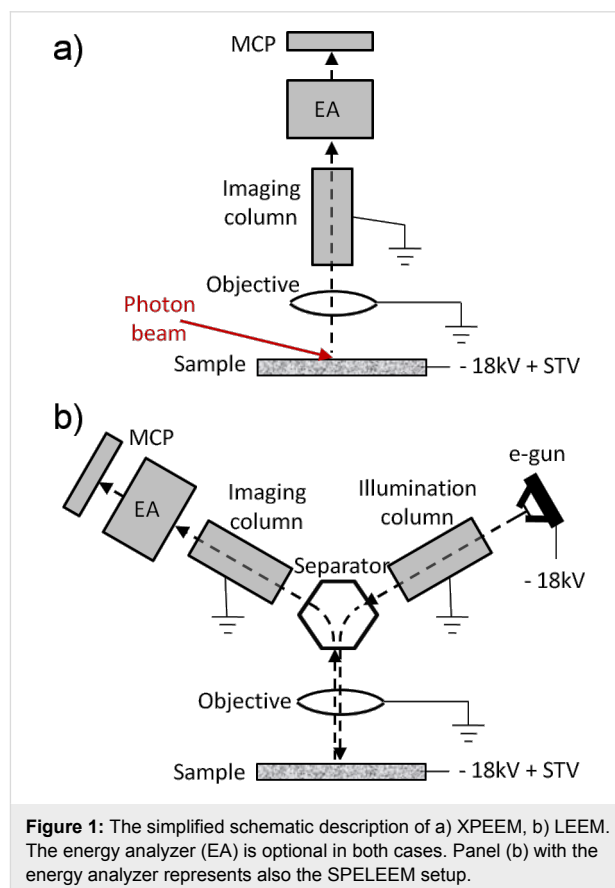 a)
MCP
EA
Imaging
column
Objective
Photon
beam
Sample
- 18kV + STV
b)
MCP
EA
Imaging
column
Illumination
column
e-gun
Separator
- 18kV
Objective
Sample
- 18kV + STV
Figure 1: The simplified schematic description of a) XPEEM, b) LEEM.
The energy analyzer (EA) is optional in both cases. Panel (b) with the
energy analyzer represents also the SPELEEM setup.